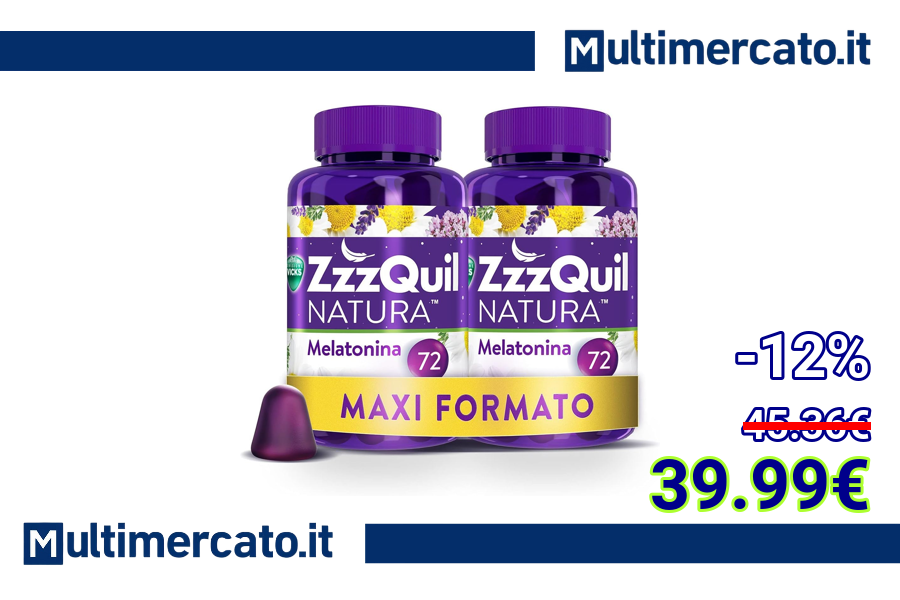 Multimercato.it
VICKS
ZzzQuil
NATURA™
Melatonina
72
ZzzQuil
NATURA™
Melatonina
72
MAXI FORMATO
-12%
45.36€
39.99€
Multimercato.it